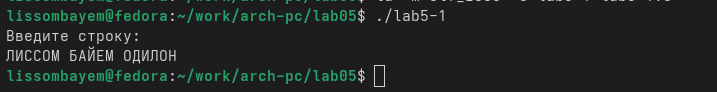 lissombayem@fedora:~/work/arch-pc/lab05$ ./lab5-1
Введите строку:
ЛИССОМ БАЙЕМ ОДИЛОН
lissombayem@fedora:~/work/arch-pc/lab05$